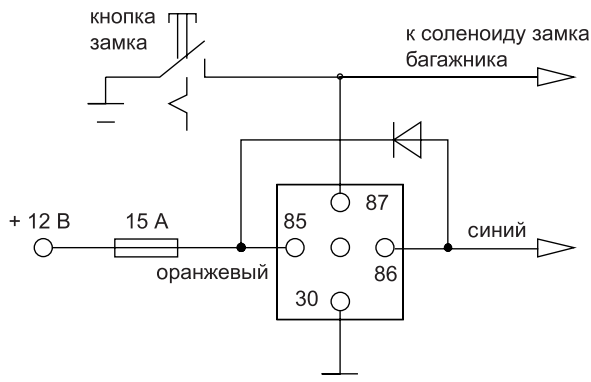 кнопка
замка
к соленоиду замка
багажника
87
+ 12 В
15 А
85
синий
оранжевый
86
30